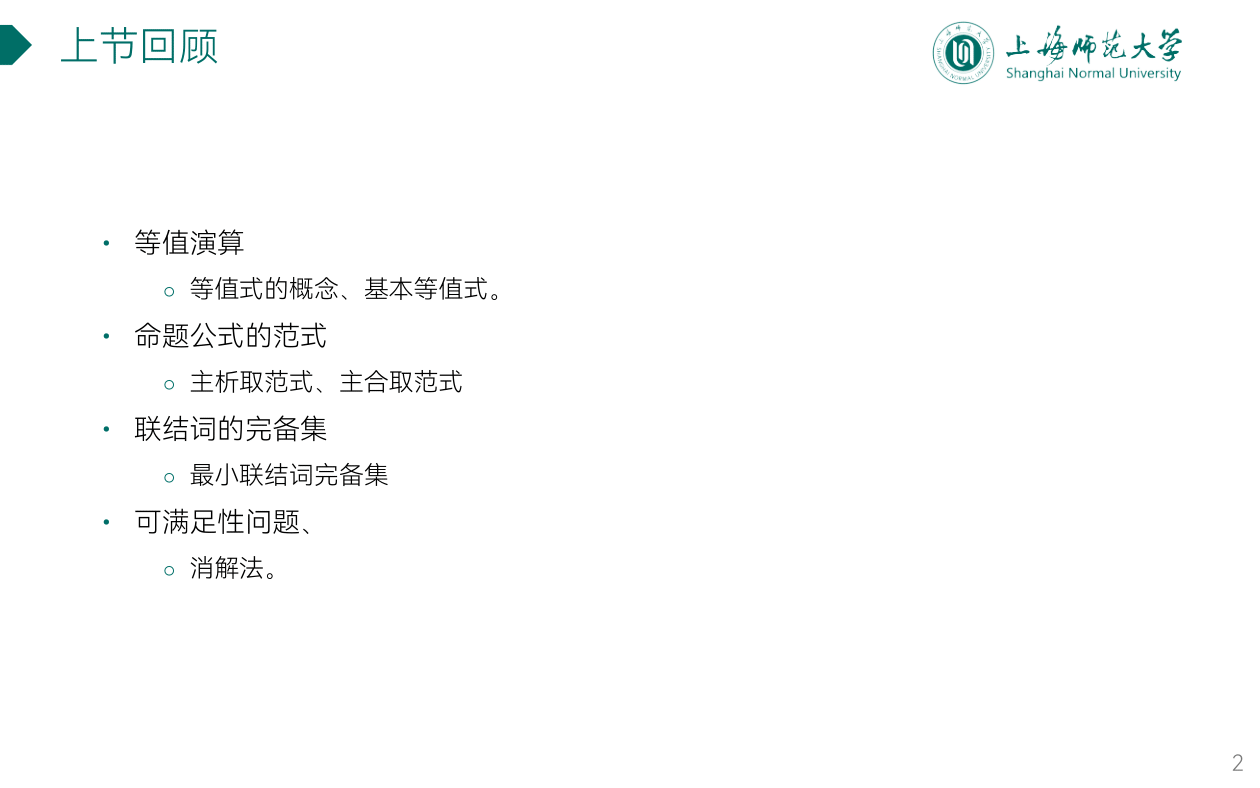 上节回顾
上海师范大学
Shanghai Normal University
• 等值演算
○ 等值式的概念、基本等值式。
• 命题公式的范式
○ 主析取范式、主合取范式
• 联结词的完备集
○ 最小联结词完备集
• 可满足性问题、
○ 消解法。
2